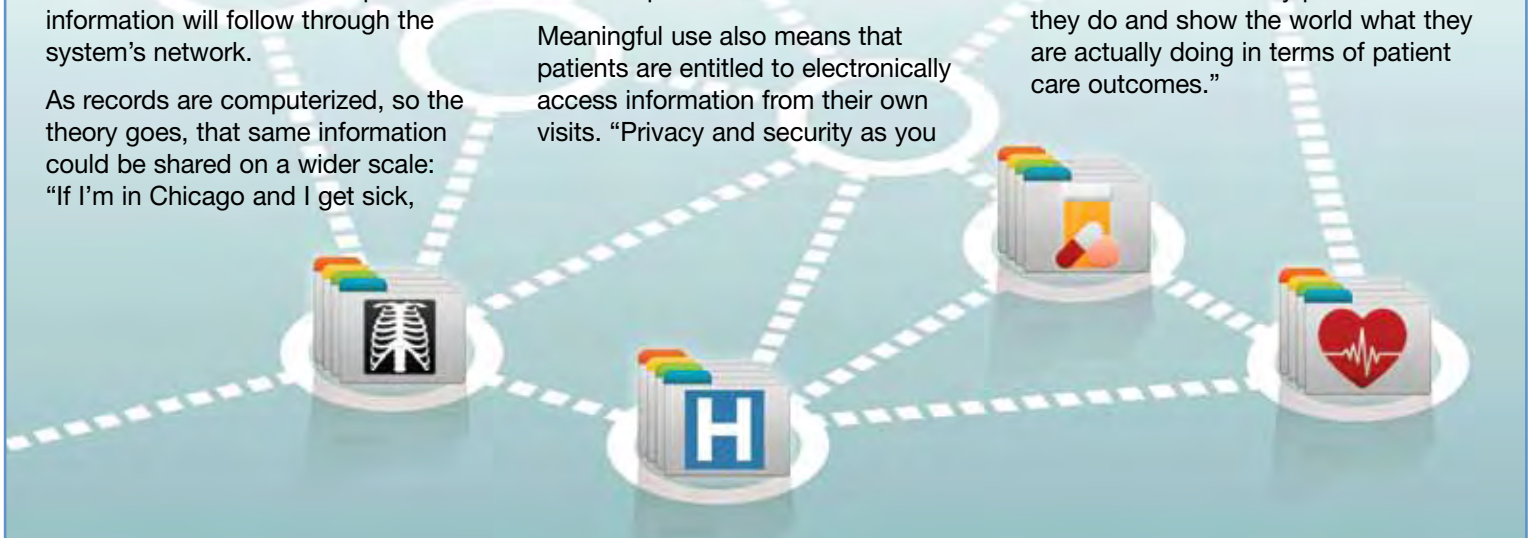 information will follow through the
system’s network.
As records are computerized, so the
theory goes, that same information
could be shared on a wider scale:
“If I’m in Chicago and I get sick,
Meaningful use also means that
patients are entitled to electronically
access information from their own
visits. “Privacy and security as you
they do and show the world what they
are actually doing in terms of patient
care outcomes.”
H